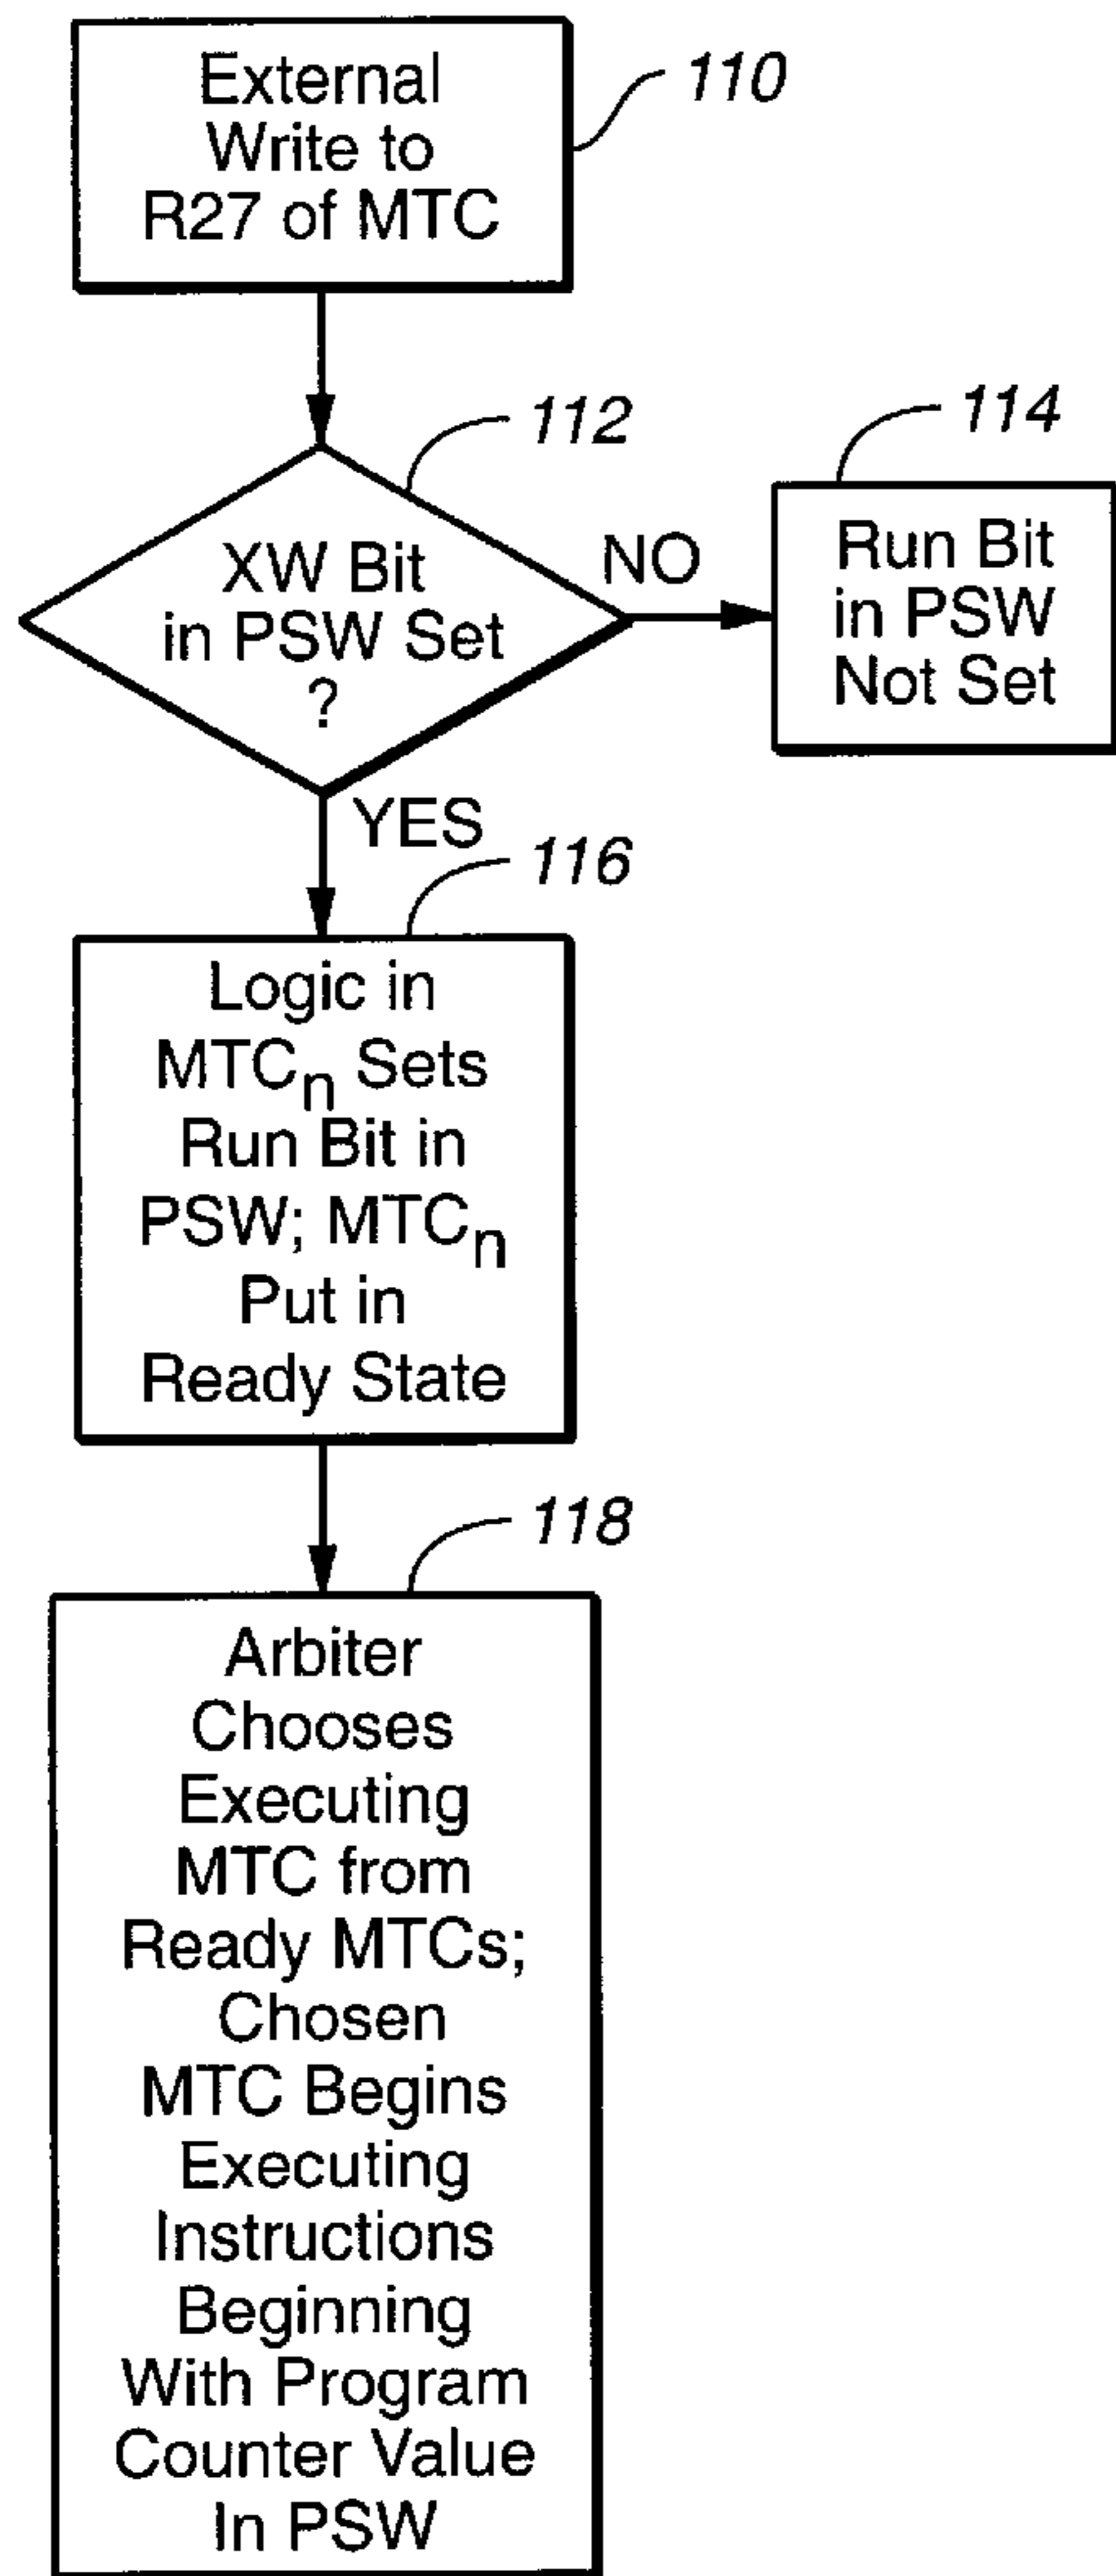 External
Write to
R27 of MTC
110
XW Bit
in PSW Set
?
112
NO
Run Bit
in PSW
Not Set
114
YES
Logic in
MTCn Sets
Run Bit in
PSW; MTCn
Put in
Ready State
116
Arbiter
Chooses
Executing
MTC from
Ready MTCs;
Chosen
MTC Begins
Executing
Instructions
Beginning
With Program
Counter Value
In PSW
118